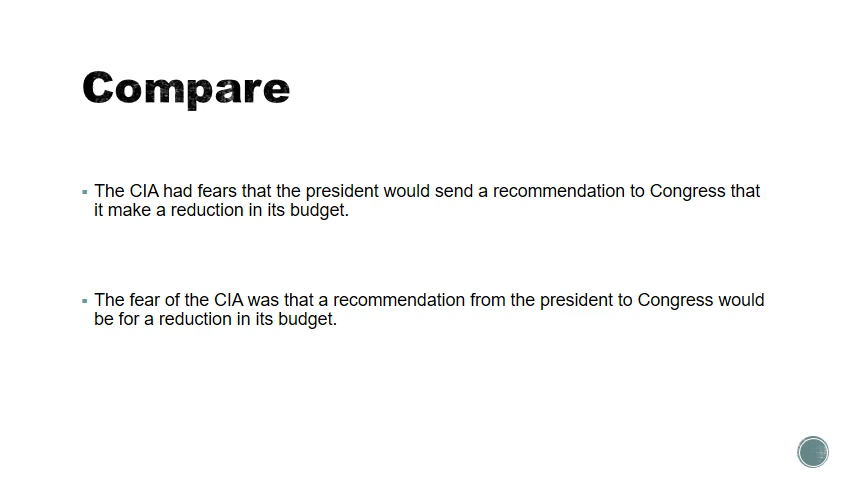 Compare
The CIA had fears that the president would send a recommendation to Congress that
it make a reduction in its budget.
The fear of the CIA was that a recommendation from the president to Congress would
be for a reduction in its budget.